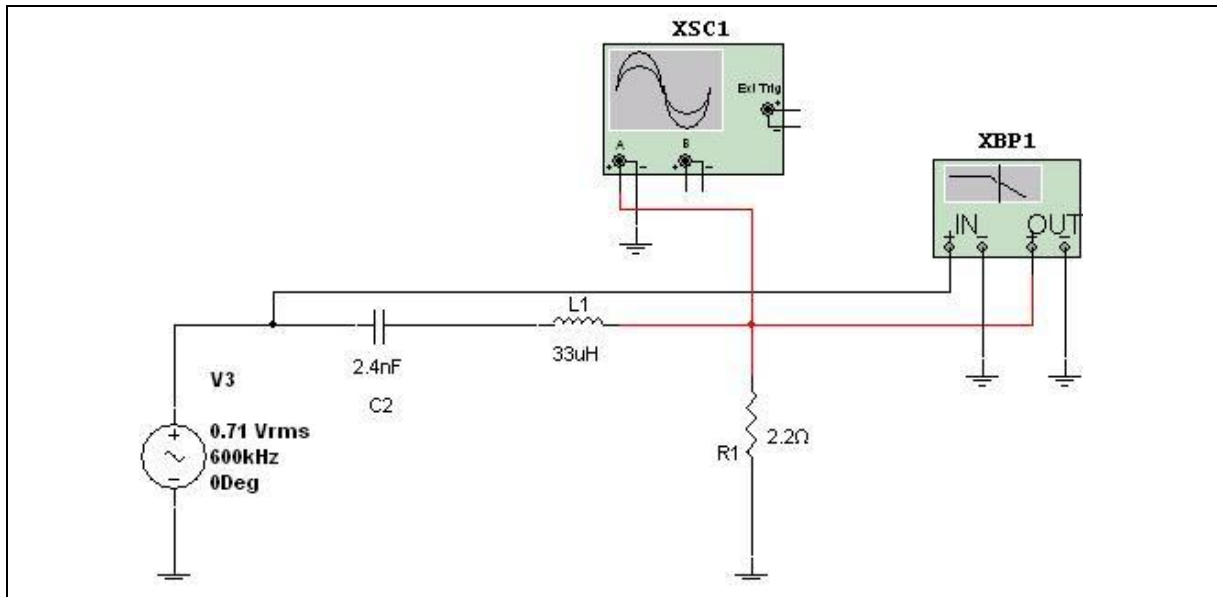 XSC1
Ext Trig
+
−
A
B
+ − + −
XBP1
IN OUT
+ − + −
L1
33uH
2.4nF
C2
V3
+
−
0.71 Vrms
600kHz
0Deg
R1
2.2Ω